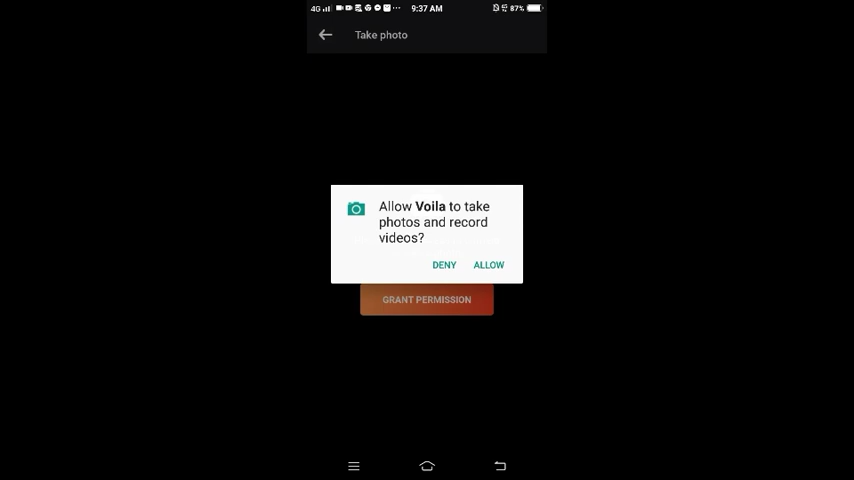 4G 9:37 AM 87%
Take photo
Allow Voila to take
photos and record
videos?
DENY ALLOW
GRANT PERMISSION